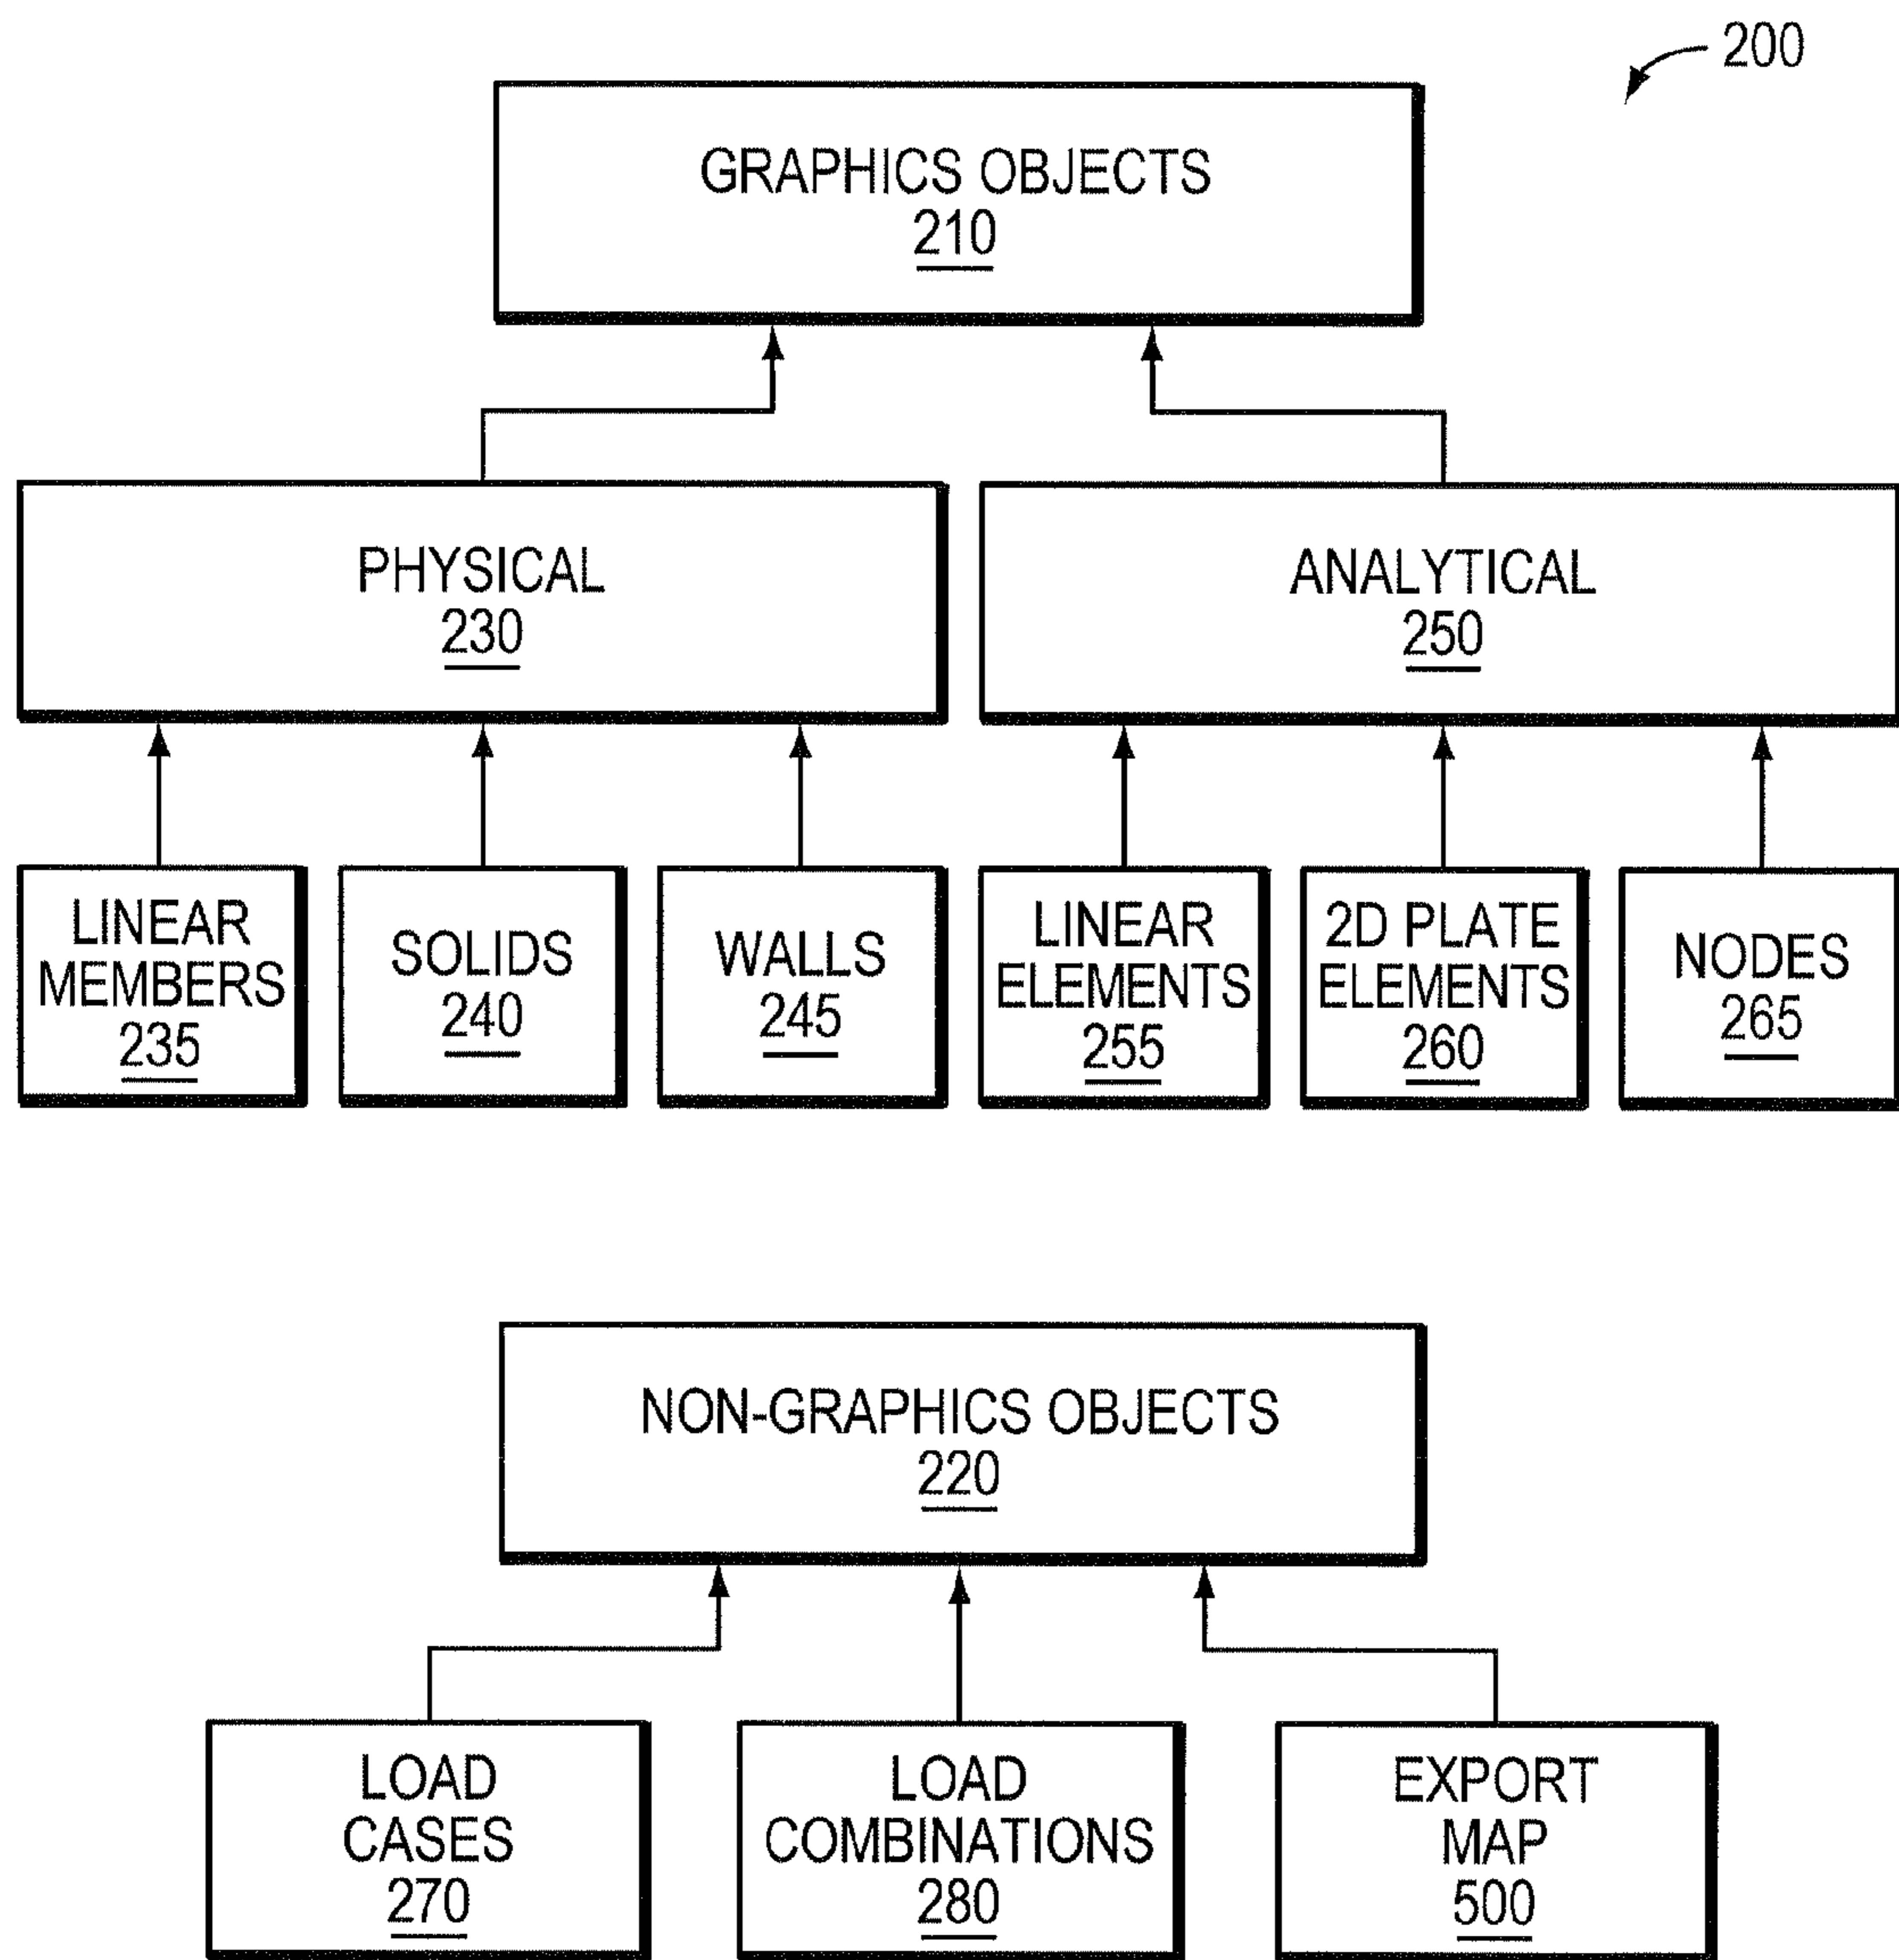 200
GRAPHICS OBJECTS
210
PHYSICAL
230
ANALYTICAL
250
LINEAR
MEMBERS
235
SOLIDS
240
WALLS
245
LINEAR
ELEMENTS
255
2D PLATE
ELEMENTS
260
NODES
265
NON-GRAPHICS OBJECTS
220
LOAD
CASES
270
LOAD
COMBINATIONS
280
EXPORT
MAP
500